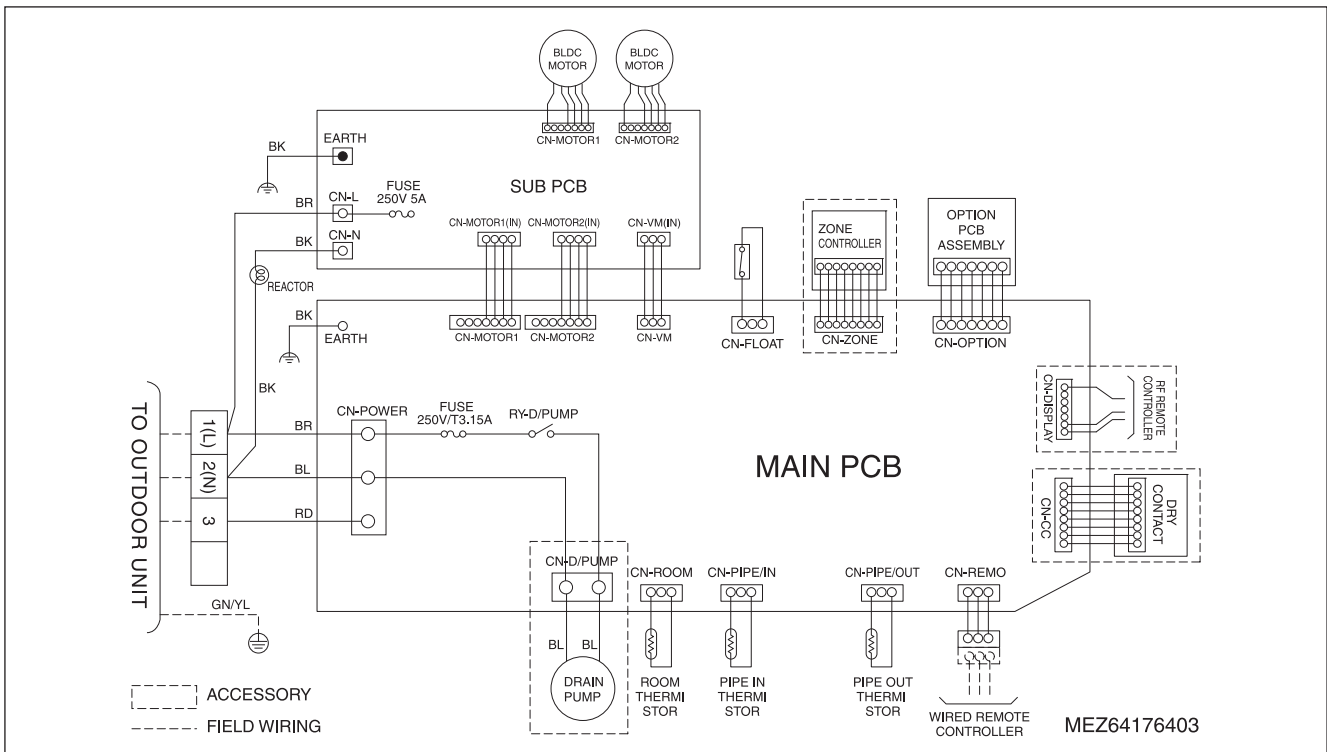 BLDC
MOTOR
BLDC
MOTOR
CN-MOTOR1
CN-MOTOR2
EARTH
BK
SUB PCB
CN-L
FUSE
250V 5A
BR
CN-N
BK
CN-MOTOR1(IN)
CN-MOTOR2(IN)
CN-VM(IN)
REACTOR
ZONE
CONTROLLER
OPTION
PCB
ASSEMBLY
BK
EARTH
CN-MOTOR1
CN-MOTOR2
CN-VM
CN-FLOAT
CN-ZONE
CN-OPTION
BK
CN-DISPLAY
RF REMOTE
CONTROLLER
TO OUTDOOR UNIT
1(L)
2(N)
3
CN-POWER
FUSE
250V/T3.15A
RY-D/PUMP
BR
BL
RD
MAIN PCB
CN-CC
DRY
CONTACT
CN-D/PUMP
CN-ROOM
CN-PIPE/IN
CN-PIPE/OUT
CN-REMO
GN/YL
BL
BL
DRAIN
PUMP
ROOM
THERMI
STOR
PIPE IN
THERMI
STOR
PIPE OUT
THERMI
STOR
WIRED REMOTE
CONTROLLER
ACCESSORY
FIELD WIRING
MEZ64176403